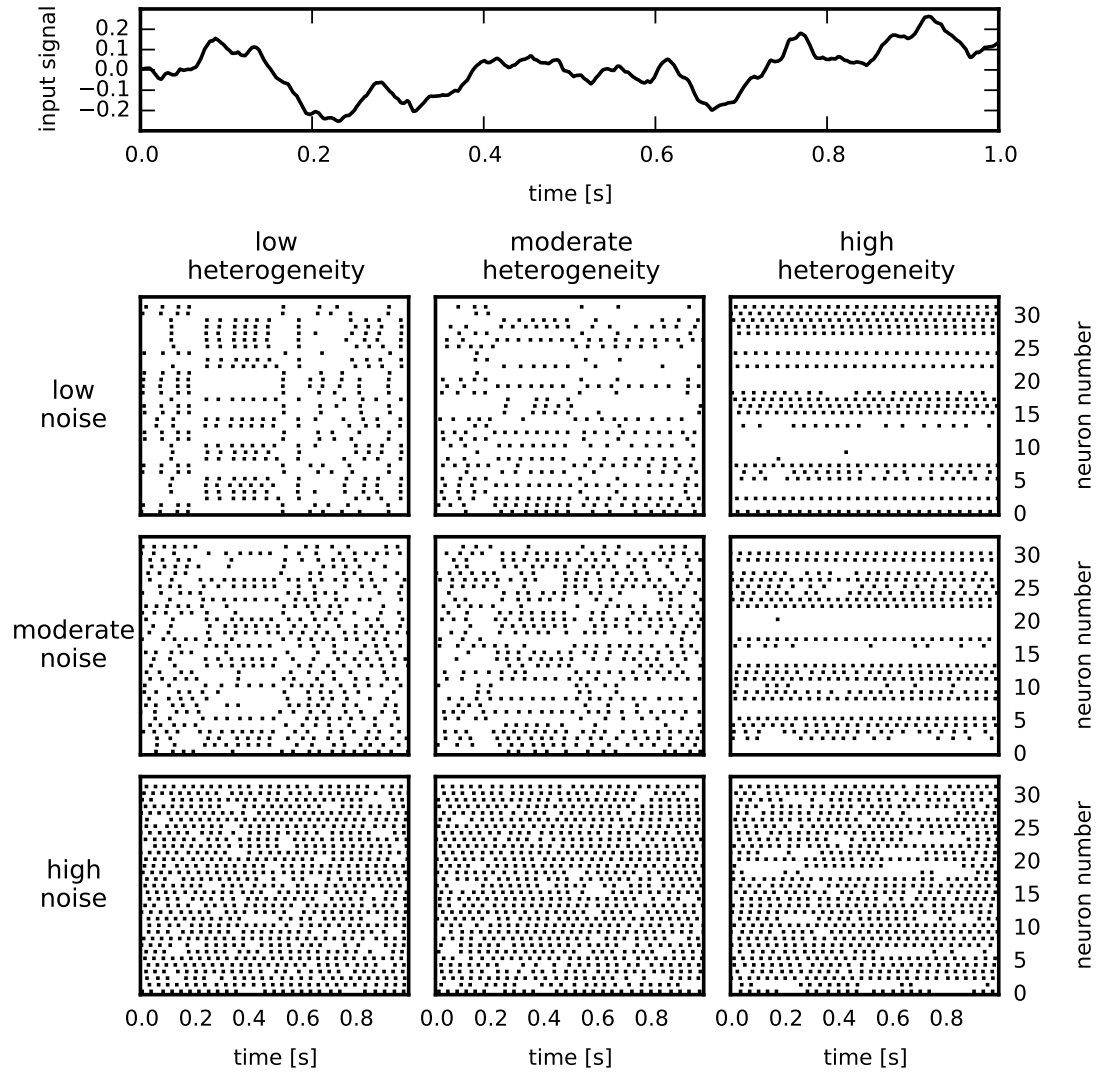 input signal
0.2
0.1
0.0
−0.1
−0.2
0.0 0.2 0.4 0.6 0.8 1.0
time [s]
low
heterogeneity
moderate
heterogeneity
high
heterogeneity
low
noise
30
25
20
15
10
5
0
neuron number
moderate
noise
30
25
20
15
10
5
0
neuron number
high
noise
30
25
20
15
10
5
0
neuron number
0.0 0.2 0.4 0.6 0.8
0.0 0.2 0.4 0.6 0.8
0.0 0.2 0.4 0.6 0.8
time [s]
time [s]
time [s]